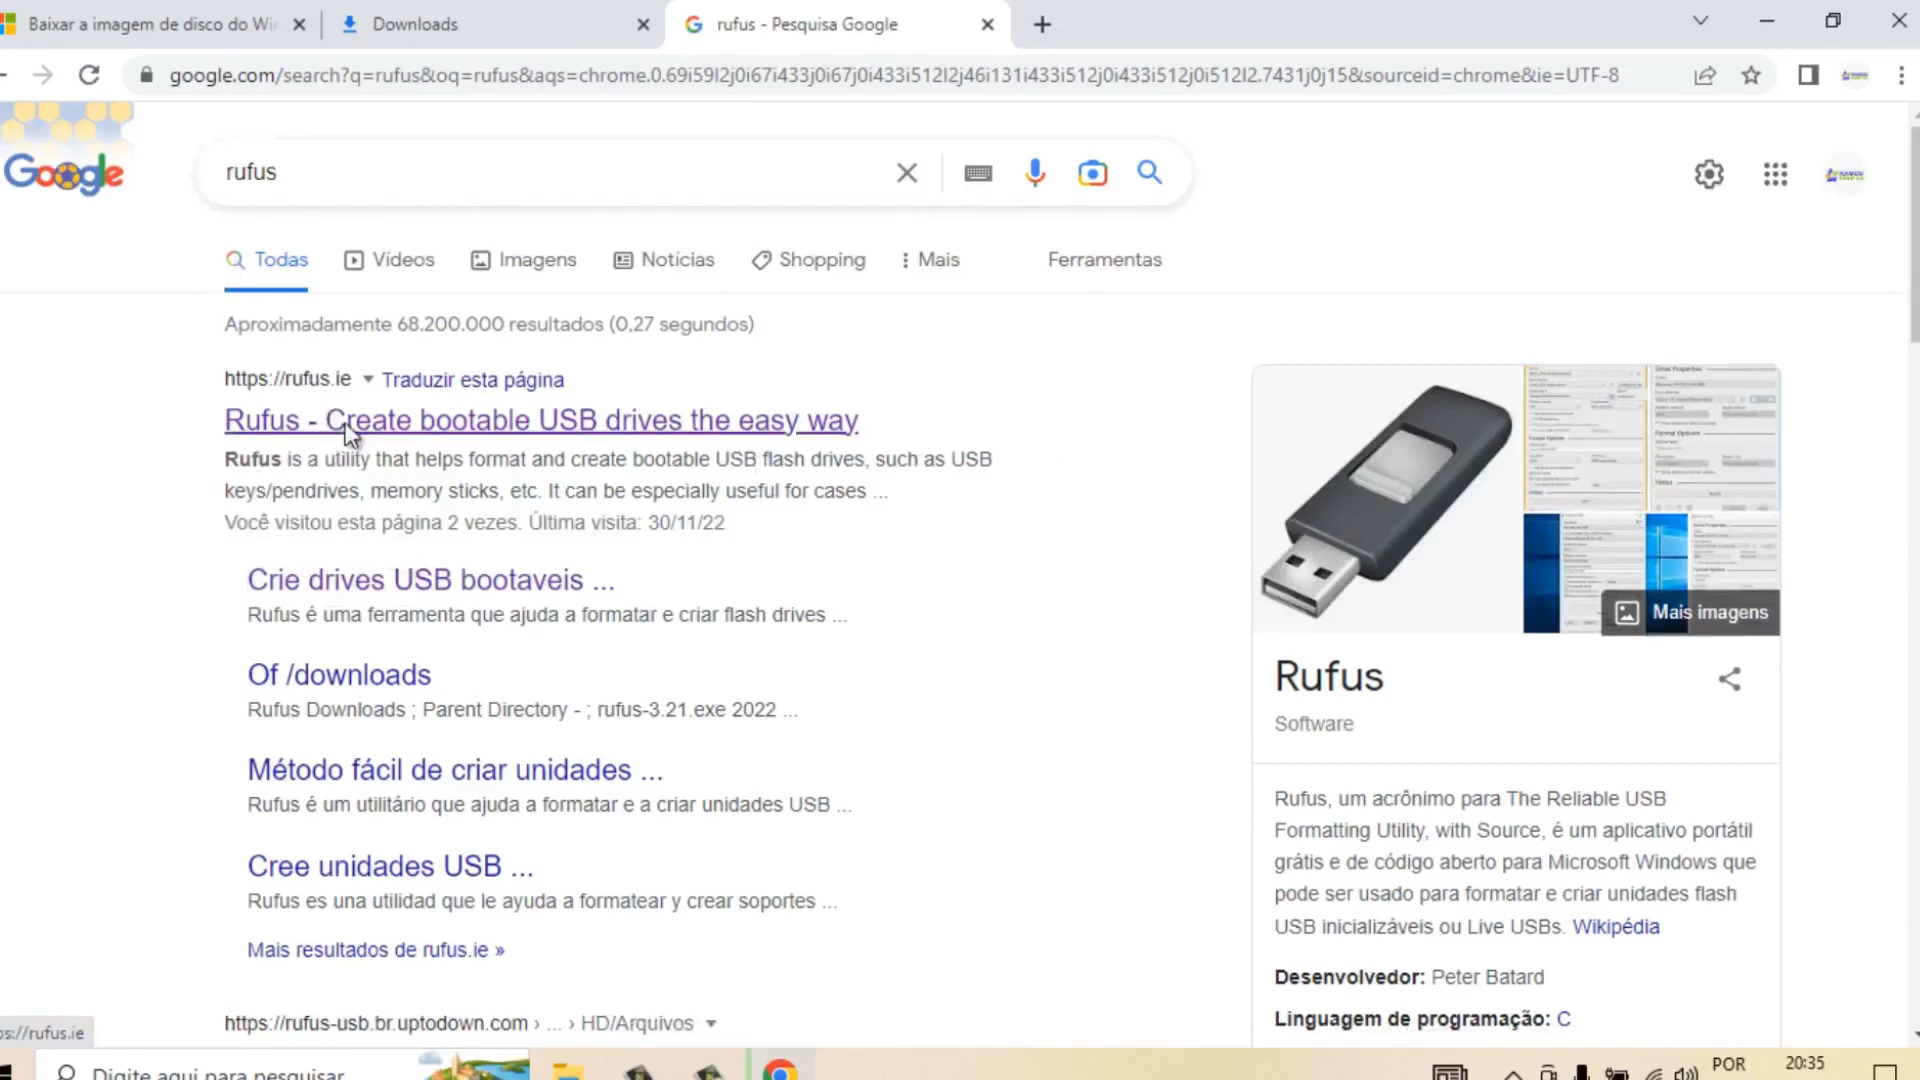 Baixar a imagem de disco do Wi
Downloads
rufus - Pesquisa Google
google.com/search?q=rufus&oq=rufus&aqs=chrome.0.69i59l2j0i67i433j0i67j0i433i512l2j46i131i433i512j0i433i512j0i512l2.7431j0j15&sourceid=chrome&ie=UTF-8
Google
rufus
Todas
Vídeos
Imagens
Notícias
Shopping
Mais
Ferramentas
Aproximadamente 68.200.000 resultados (0,27 segundos)
https://rufus.ie
Traduzir esta página
Rufus - Create bootable USB drives the easy way
Rufus is a utility that helps format and create bootable USB flash drives, such as USB
keys/pendrives, memory sticks, etc. It can be especially useful for cases ...
Você visitou esta página 2 vezes. Última visita: 30/11/22
Crie drives USB bootaveis ...
Rufus é uma ferramenta que ajuda a formatar e criar flash drives ...
Of /downloads
Rufus Downloads ; Parent Directory - ; rufus-3.21.exe 2022 ...
Método fácil de criar unidades ...
Rufus é um utilitário que ajuda a formatar e a criar unidades USB ...
Cree unidades USB ...
Rufus es una utilidad que le ayuda a formatear y crear soportes ...
Mais resultados de rufus.ie »
https://rufus-usb.br.uptodown.com › ... › HD/Arquivos
Mais imagens
Rufus
Software
Rufus, um acrônimo para The Reliable USB
Formatting Utility, with Source, é um aplicativo portátil
grátis e de código aberto para Microsoft Windows que
pode ser usado para formatar e criar unidades flash
USB inicializáveis ou Live USBs. Wikipédia
Desenvolvedor: Peter Batard
Linguagem de programação: C
ps://rufus.ie
Digite aqui para pesquisar
POR
20:35